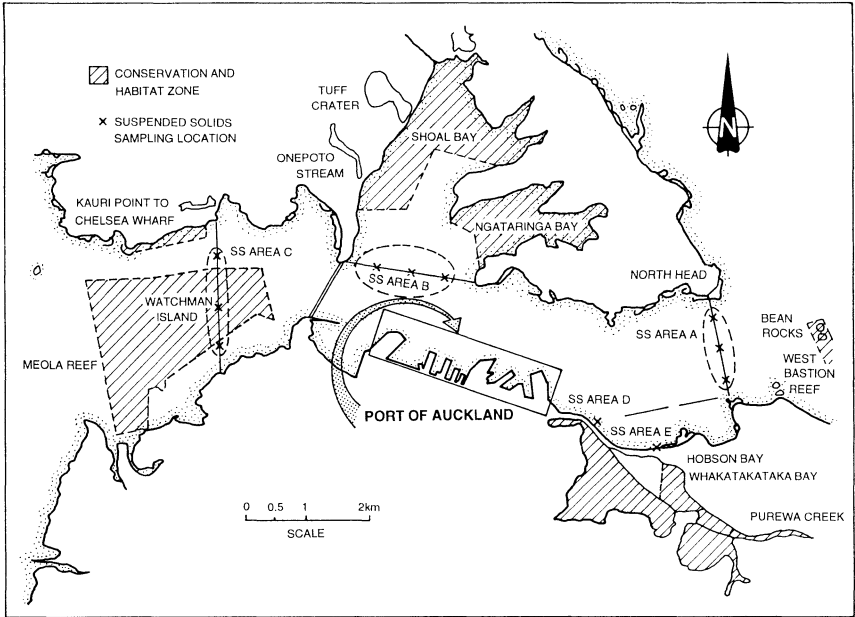 CONSERVATION AND
HABITAT ZONE
× SUSPENDED SOLIDS
SAMPLING LOCATION
TUFF
CRATER
SHOAL BAY
ONEPOTO
STREAM
N
KAURI POINT TO
CHELSEA WHARF
NGATARINGA BAY
SS AREA C
SS AREA B
NORTH HEAD
WATCHMAN
ISLAND
SS AREA A
BEAN
ROCKS
WEST
BASTION
REEF
MEOLA REEF
PORT OF AUCKLAND
SS AREA D
SS AREA E
HOBSON BAY
WHAKATAKATAKA BAY
PUREWA CREEK
0 0.5 1 2km
SCALE